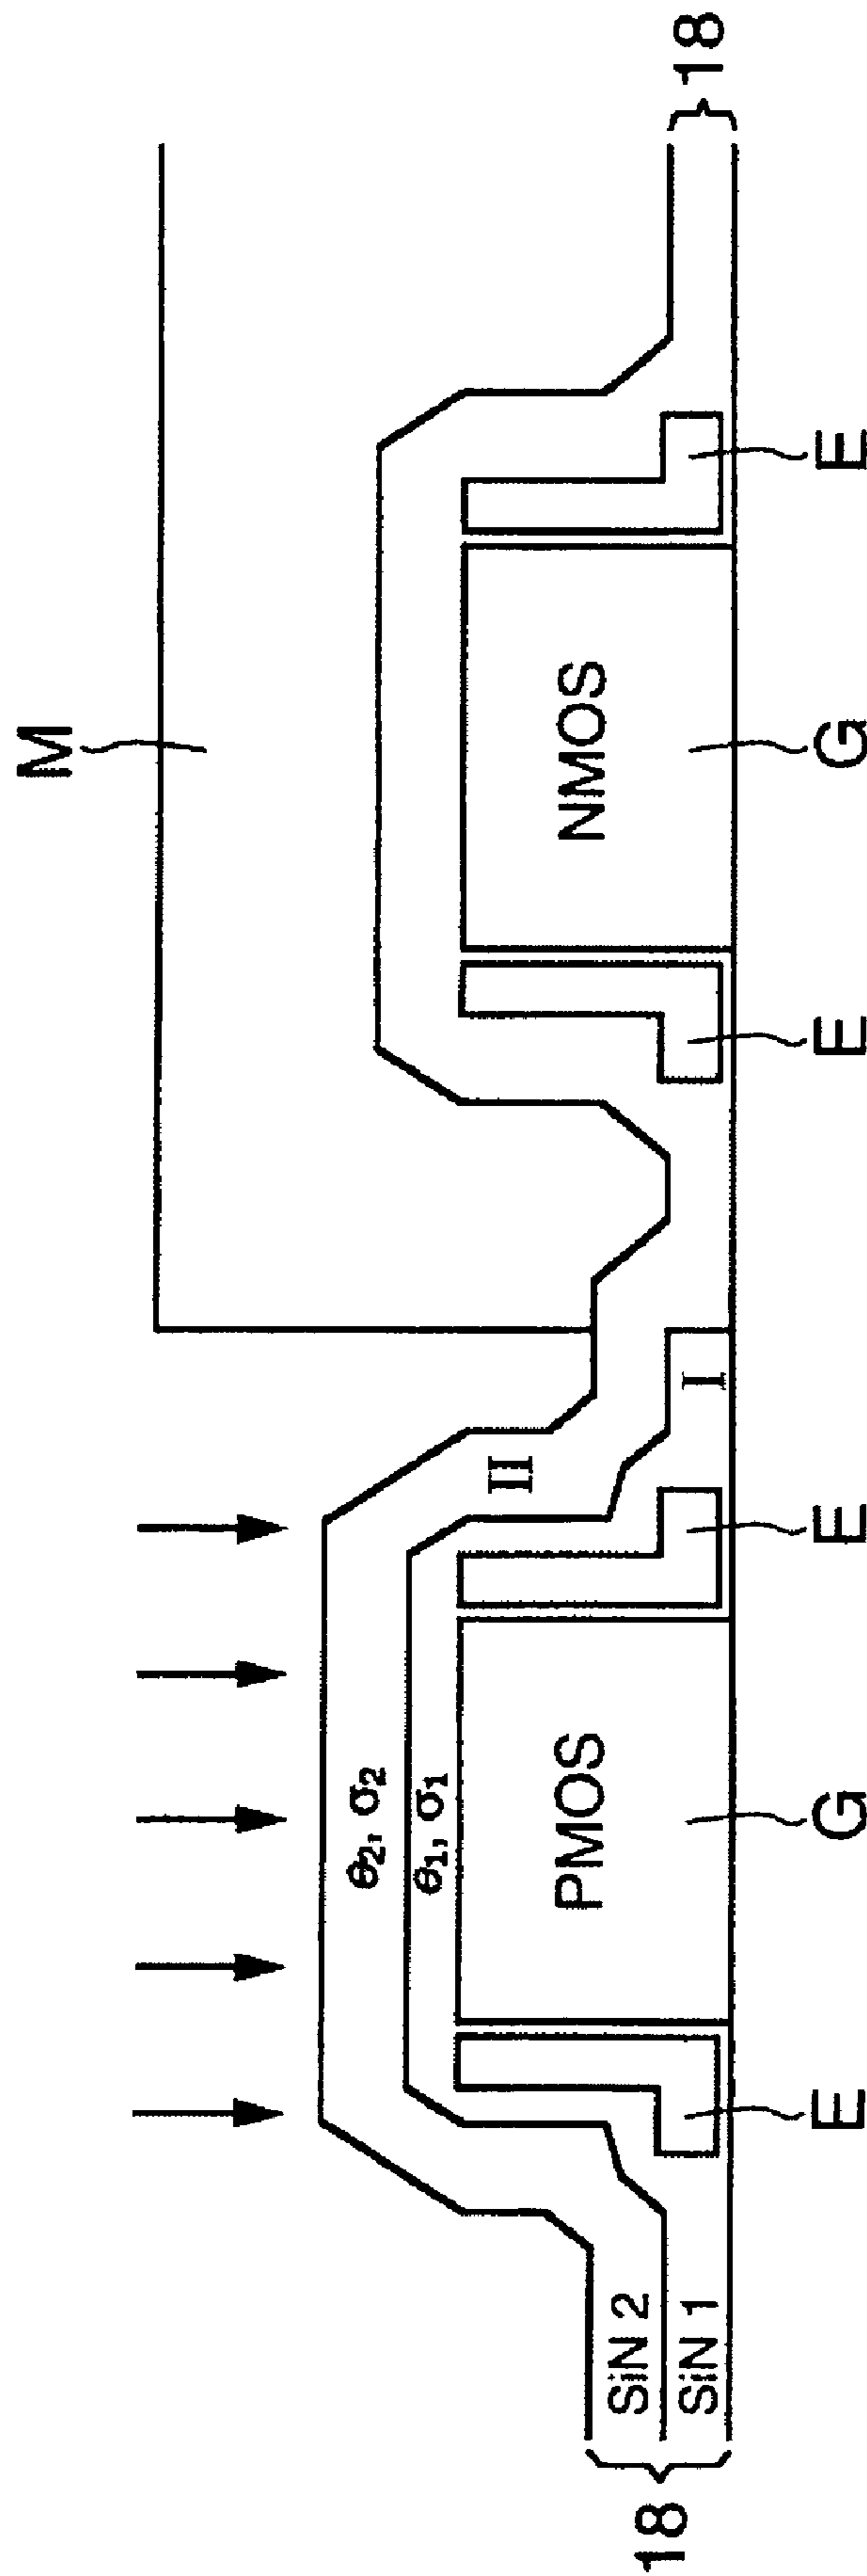 M
θ₂, σ₂
θ₁, σ₁
II
I
PMOS
NMOS
SiN 2
SiN 1
18
18
E
G
E
E
G
E